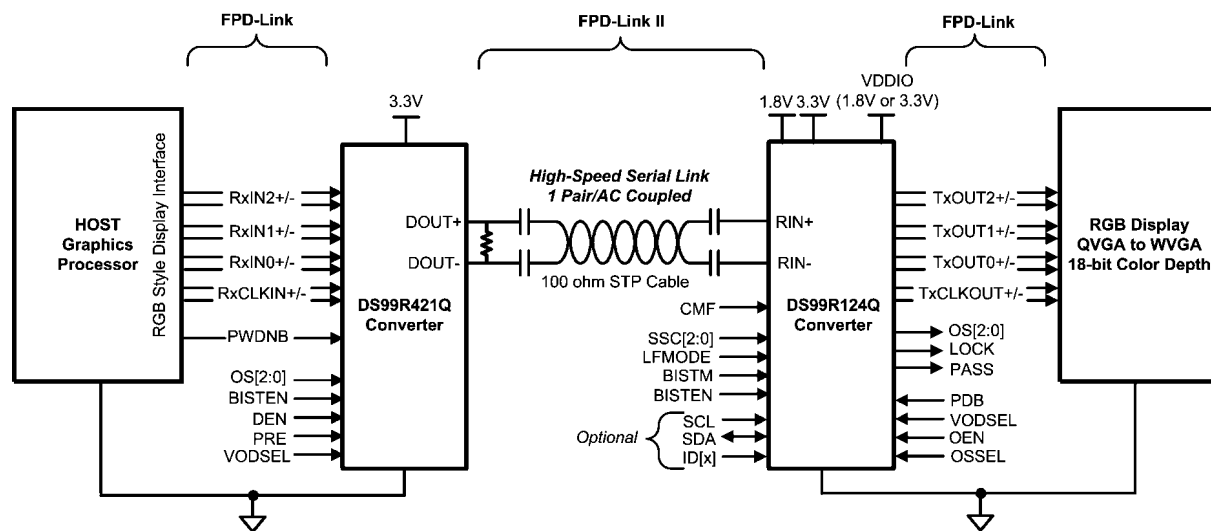 FPD-Link
FPD-Link II
FPD-Link
3.3V
1.8V
3.3V
VDDIO
(1.8V or 3.3V)
HOST
Graphics
Processor
RGB Style Display Interface
RxIN2+/-
RxIN1+/-
RxIN0+/-
RxCLKIN+/-
PWDNB
OS[2:0]
BISTEN
DEN
PRE
VODSEL
DOUT+
DOUT-
DS99R421Q
Converter
High-Speed Serial Link
1 Pair/AC Coupled
100 ohm STP Cable
CMF
SSC[2:0]
LFMODE
BISTM
BISTEN
Optional
SCL
SDA
ID[x]
RIN+
RIN-
DS99R124Q
Converter
TxOUT2+/-
TxOUT1+/-
TxOUT0+/-
TxCLKOUT+/-
OS[2:0]
LOCK
PASS
PDB
VODSEL
OEN
OSSEL
RGB Display
QVGA to WVGA
18-bit Color Depth